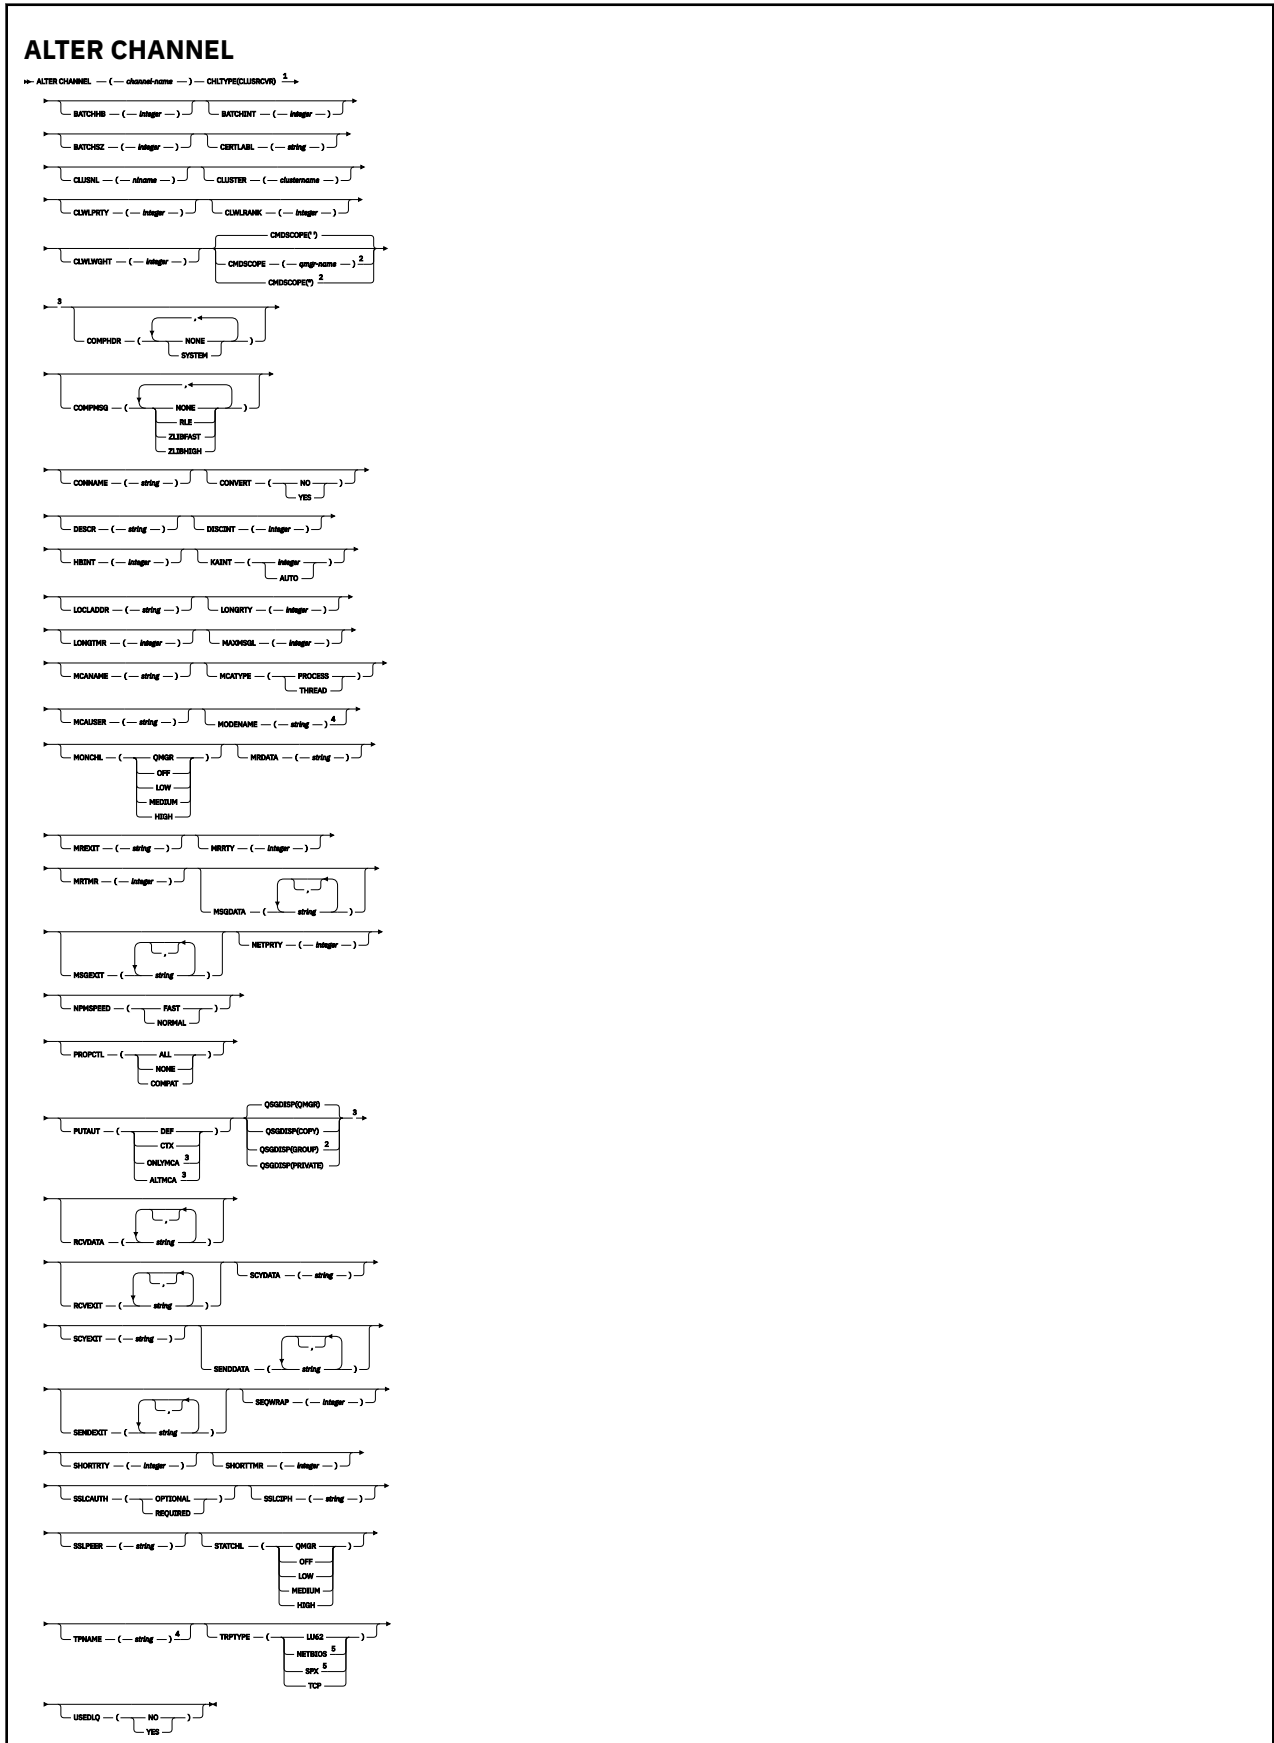 ALTER CHANNEL
ALTER CHANNEL ( channel-name ) CHLTYPE(CLUSRCVR) 1
BATCHHB ( integer ) BATCHINT ( integer )
BATCHSZ ( integer ) CERTLABL ( string )
CLUSNL ( nlname ) CLUSTER ( clustername )
CLWLPRTY ( integer ) CLWLRANK ( integer )
CMDSCOPE(' ')
CLWLWGHT ( integer ) CMDSCOPE ( qmgr-name ) 2
CMDSCOPE(*) 2
3
,
COMPHDR ( NONE )
SYSTEM
,
COMPMSG ( NONE )
RLE
ZLIBFAST
ZLIBHIGH
CONNAME ( string ) CONVERT ( NO )
YES
DESCR ( string ) DISCINT ( integer )
HBINT ( integer ) KAINT ( integer )
AUTO
LOCLADDR ( string ) LONGRTY ( integer )
LONGTMR ( integer ) MAXMSGL ( integer )
MCANAME ( string ) MCATYPE ( PROCESS )
THREAD
MCAUSER ( string ) MODENAME ( string ) 4
MONCHL ( QMGR ) MRDATA ( string )
OFF
LOW
MEDIUM
HIGH
MREXIT ( string ) MRRTY ( integer )
MRTMR ( integer )
,
MSGDATA ( string )
NETPRTY ( integer )
,
MSGEXIT ( string )
NPMSPEED ( FAST )
NORMAL
PROPCTL ( ALL )
NONE
COMPAT
QSGDISP(QMGR) 3
PUTAUT ( DEF ) QSGDISP(COPY)
CTX QSGDISP(GROUP) 2
ONLYMCA 3 QSGDISP(PRIVATE)
ALTMCA 3
,
RCVDATA ( string )
SCYDATA ( string )
,
RCVEXIT ( string )
SCYEXIT ( string )
,
SENDDATA ( string )
SEQWRAP ( integer )
,
SENDEXIT ( string )
SHORTRTY ( integer ) SHORTTMR ( integer )
SSLCAUTH ( OPTIONAL ) SSLCIPH ( string )
REQUIRED
SSLPEER ( string ) STATCHL ( QMGR )
OFF
LOW
MEDIUM
HIGH
TPNAME ( string ) 4 TRPTYPE ( LU62 )
NETBIOS 5
SPX 5
TCP
USEDLQ ( NO )
YES